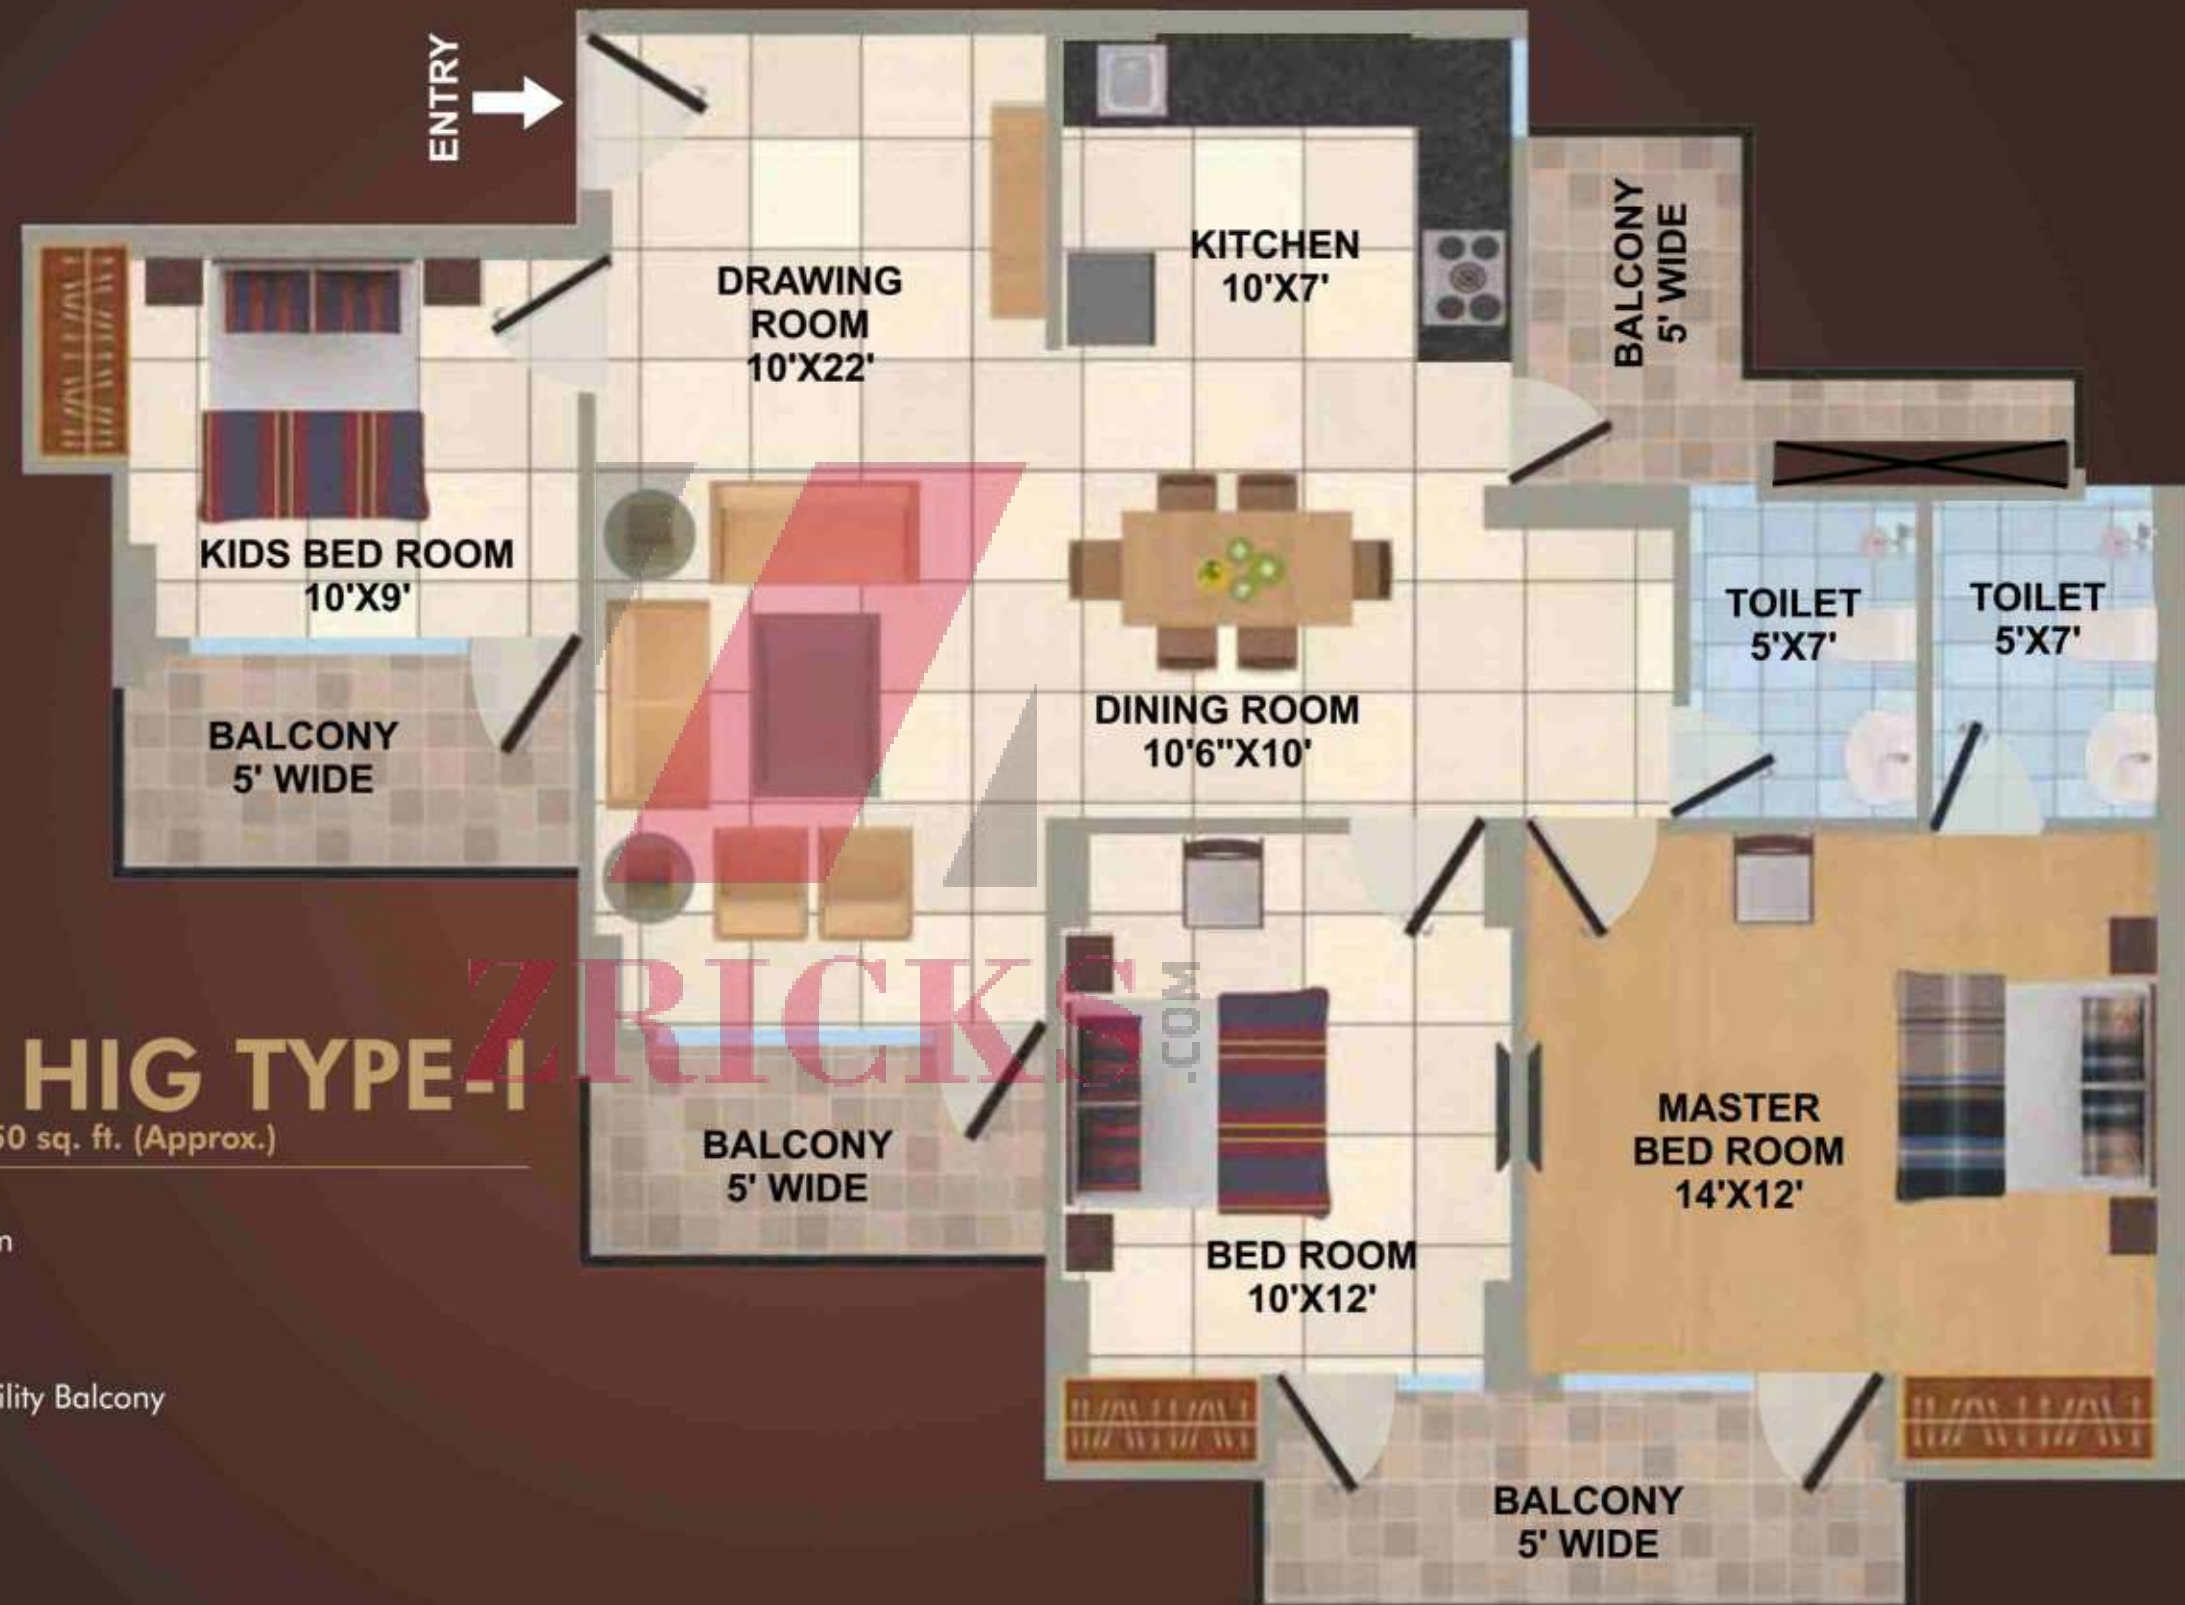 ENTRY
DRAWING
ROOM
10'X22'
KITCHEN
10'X7'
BALCONY
5' WIDE
KIDS BED ROOM
10'X9'
TOILET
5'X7'
TOILET
5'X7'
DINING ROOM
10'6"X10'
BALCONY
5' WIDE
ZRICKS
.COM
HIG TYPE-I
50 sq. ft. (Approx.)
BALCONY
5' WIDE
MASTER
BED ROOM
14'X12'
BED ROOM
10'X12'
Balcony
BALCONY
5' WIDE